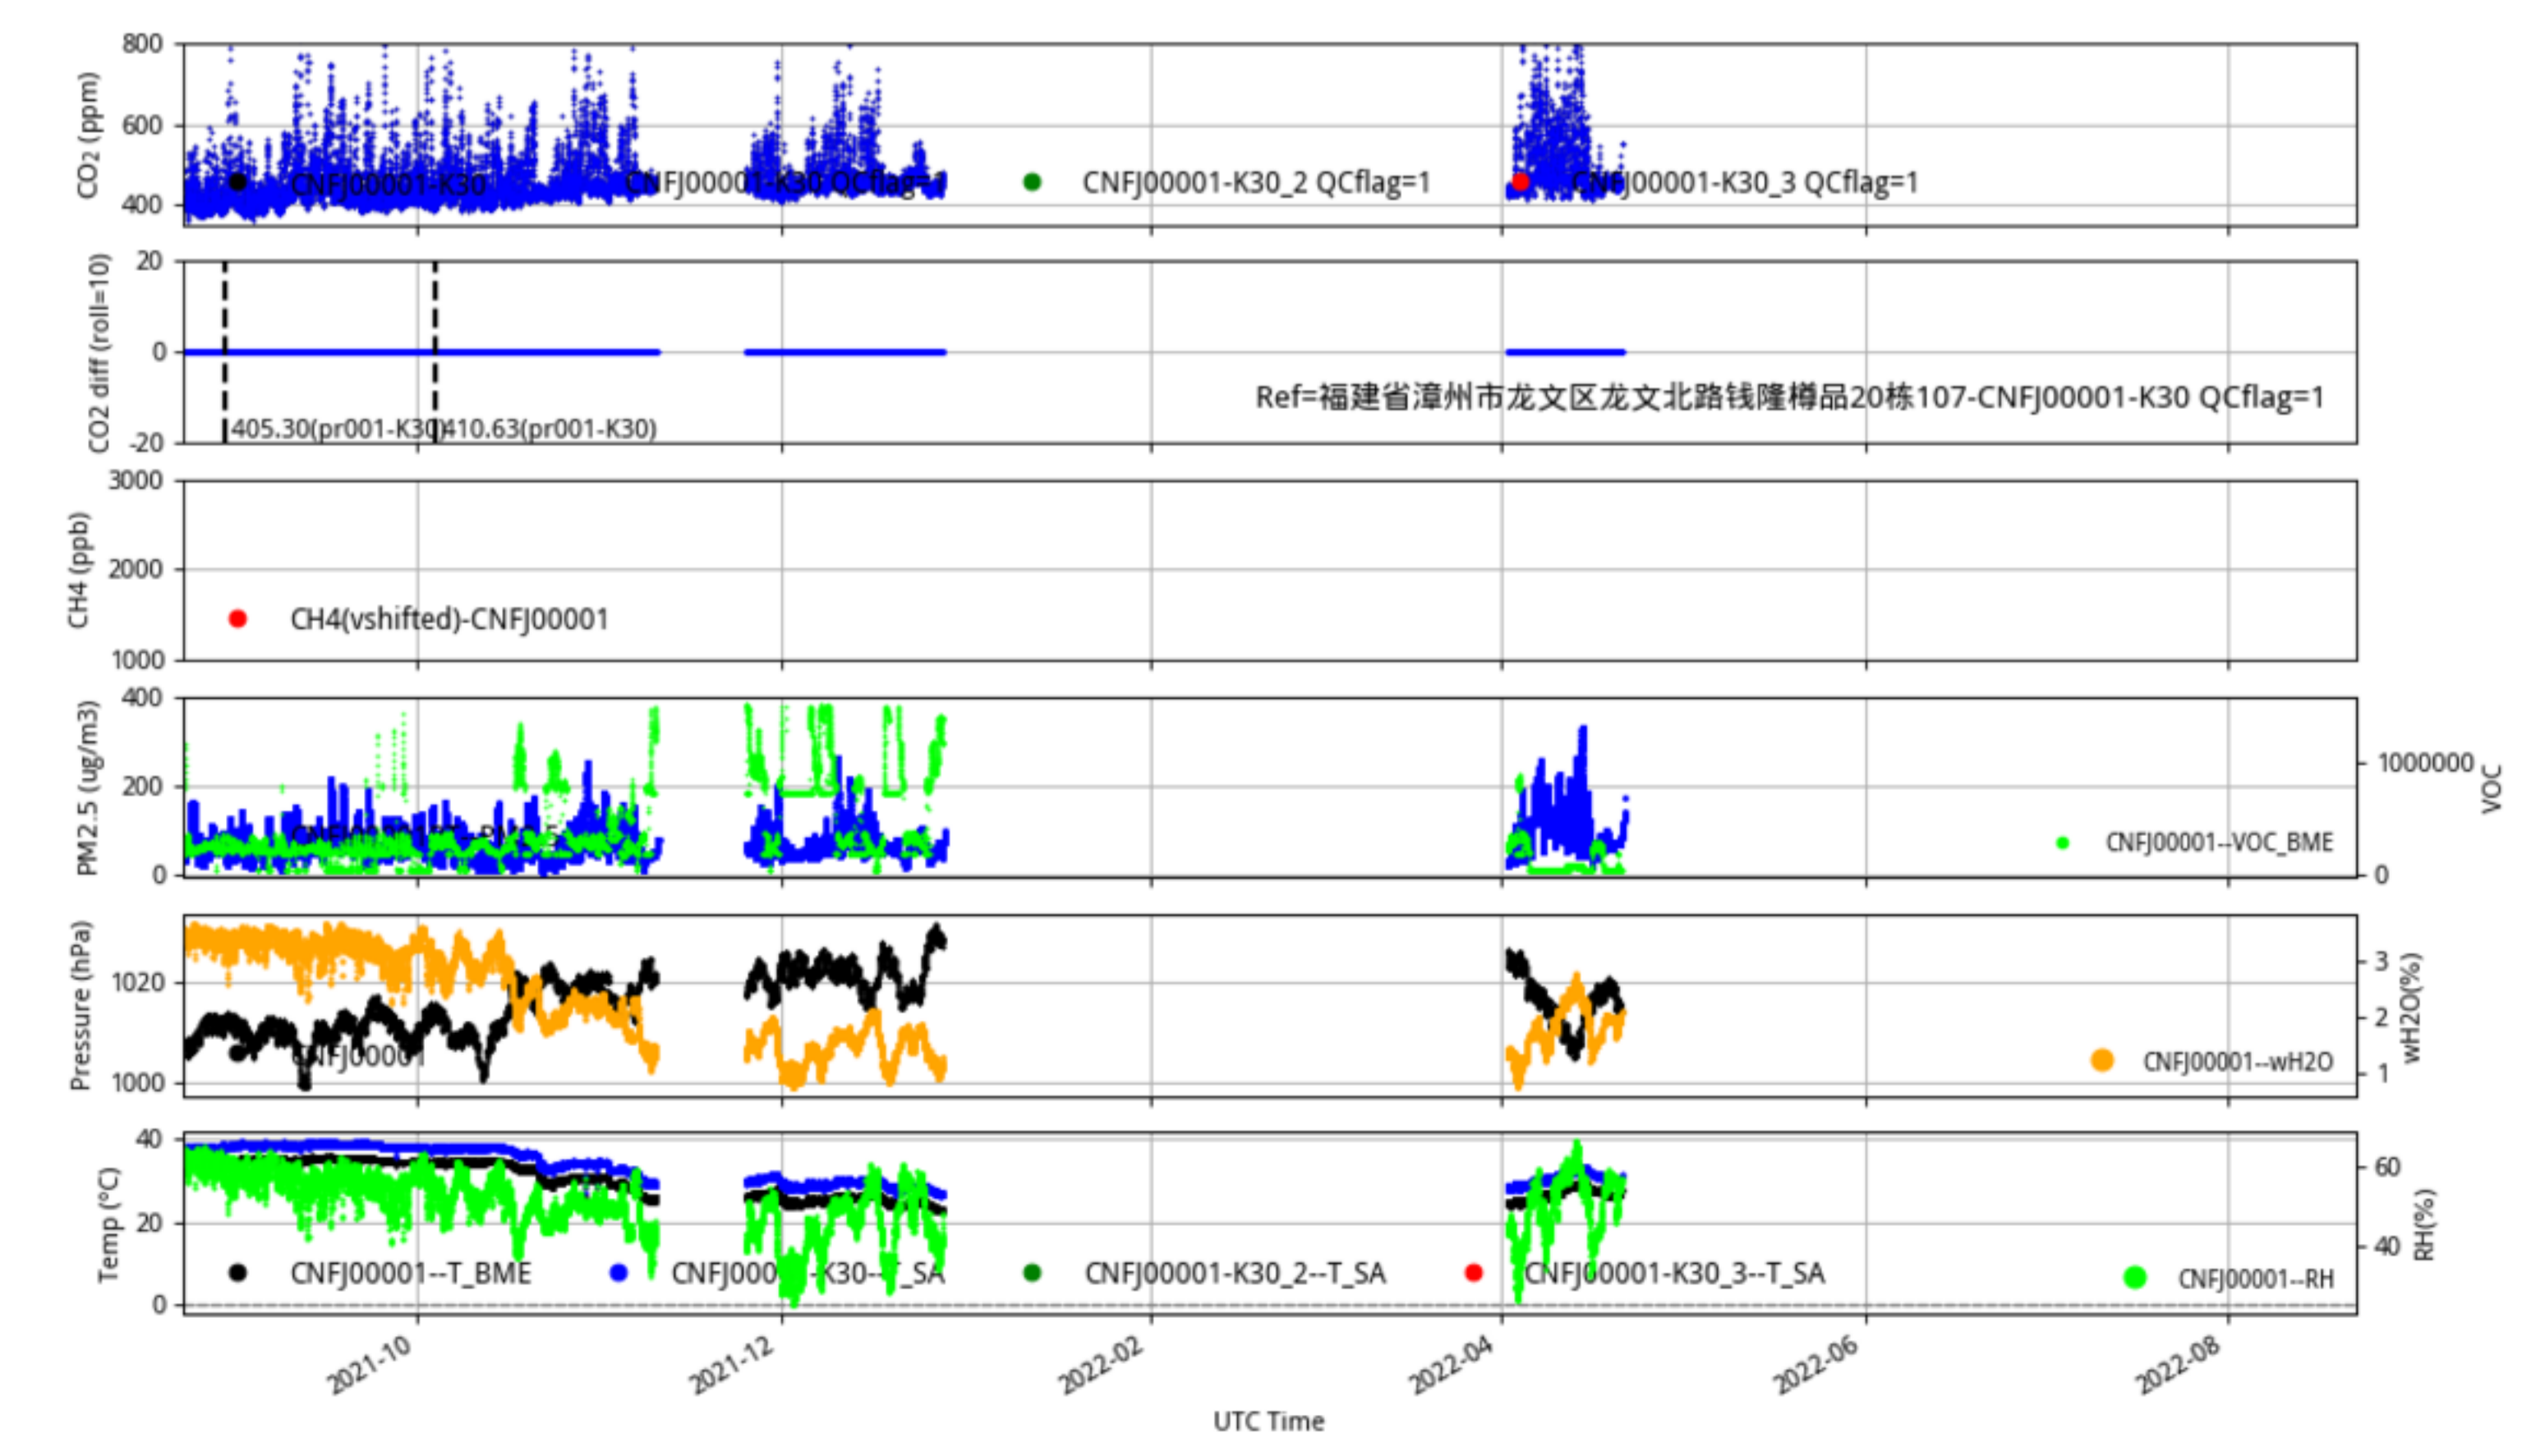 800
600
400
CO₂ (ppm)
CNFJ00001-K30
CNFJ00001-K30 QCflag=1
CNFJ00001-K30_2 QCflag=1
CNFJ00001-K30_3 QCflag=1
20
0
-20
CO2 diff (roll=10)
405.30(pr001-K30)
410.63(pr001-K30)
Ref=福建省漳州市龙文区龙文北路钱隆樽品20栋107-CNFJ00001-K30 QCflag=1
3000
2000
1000
CH4 (ppb)
CH4(vshifted)-CNFJ00001
400
200
0
PM2.5 (ug/m3)
1000000
0
VOC
CNFJ00001--VOC_BME
1020
1000
Pressure (hPa)
CNFJ00001
3
2
1
wH2O(%)
CNFJ00001--wH2O
40
20
0
Temp (°C)
CNFJ00001--T_BME
CNFJ00001-K30--T_SA
CNFJ00001-K30_2--T_SA
CNFJ00001-K30_3--T_SA
60
40
RH(%)
CNFJ00001--RH
2021-10
2021-12
2022-02
2022-04
2022-06
2022-08
UTC Time